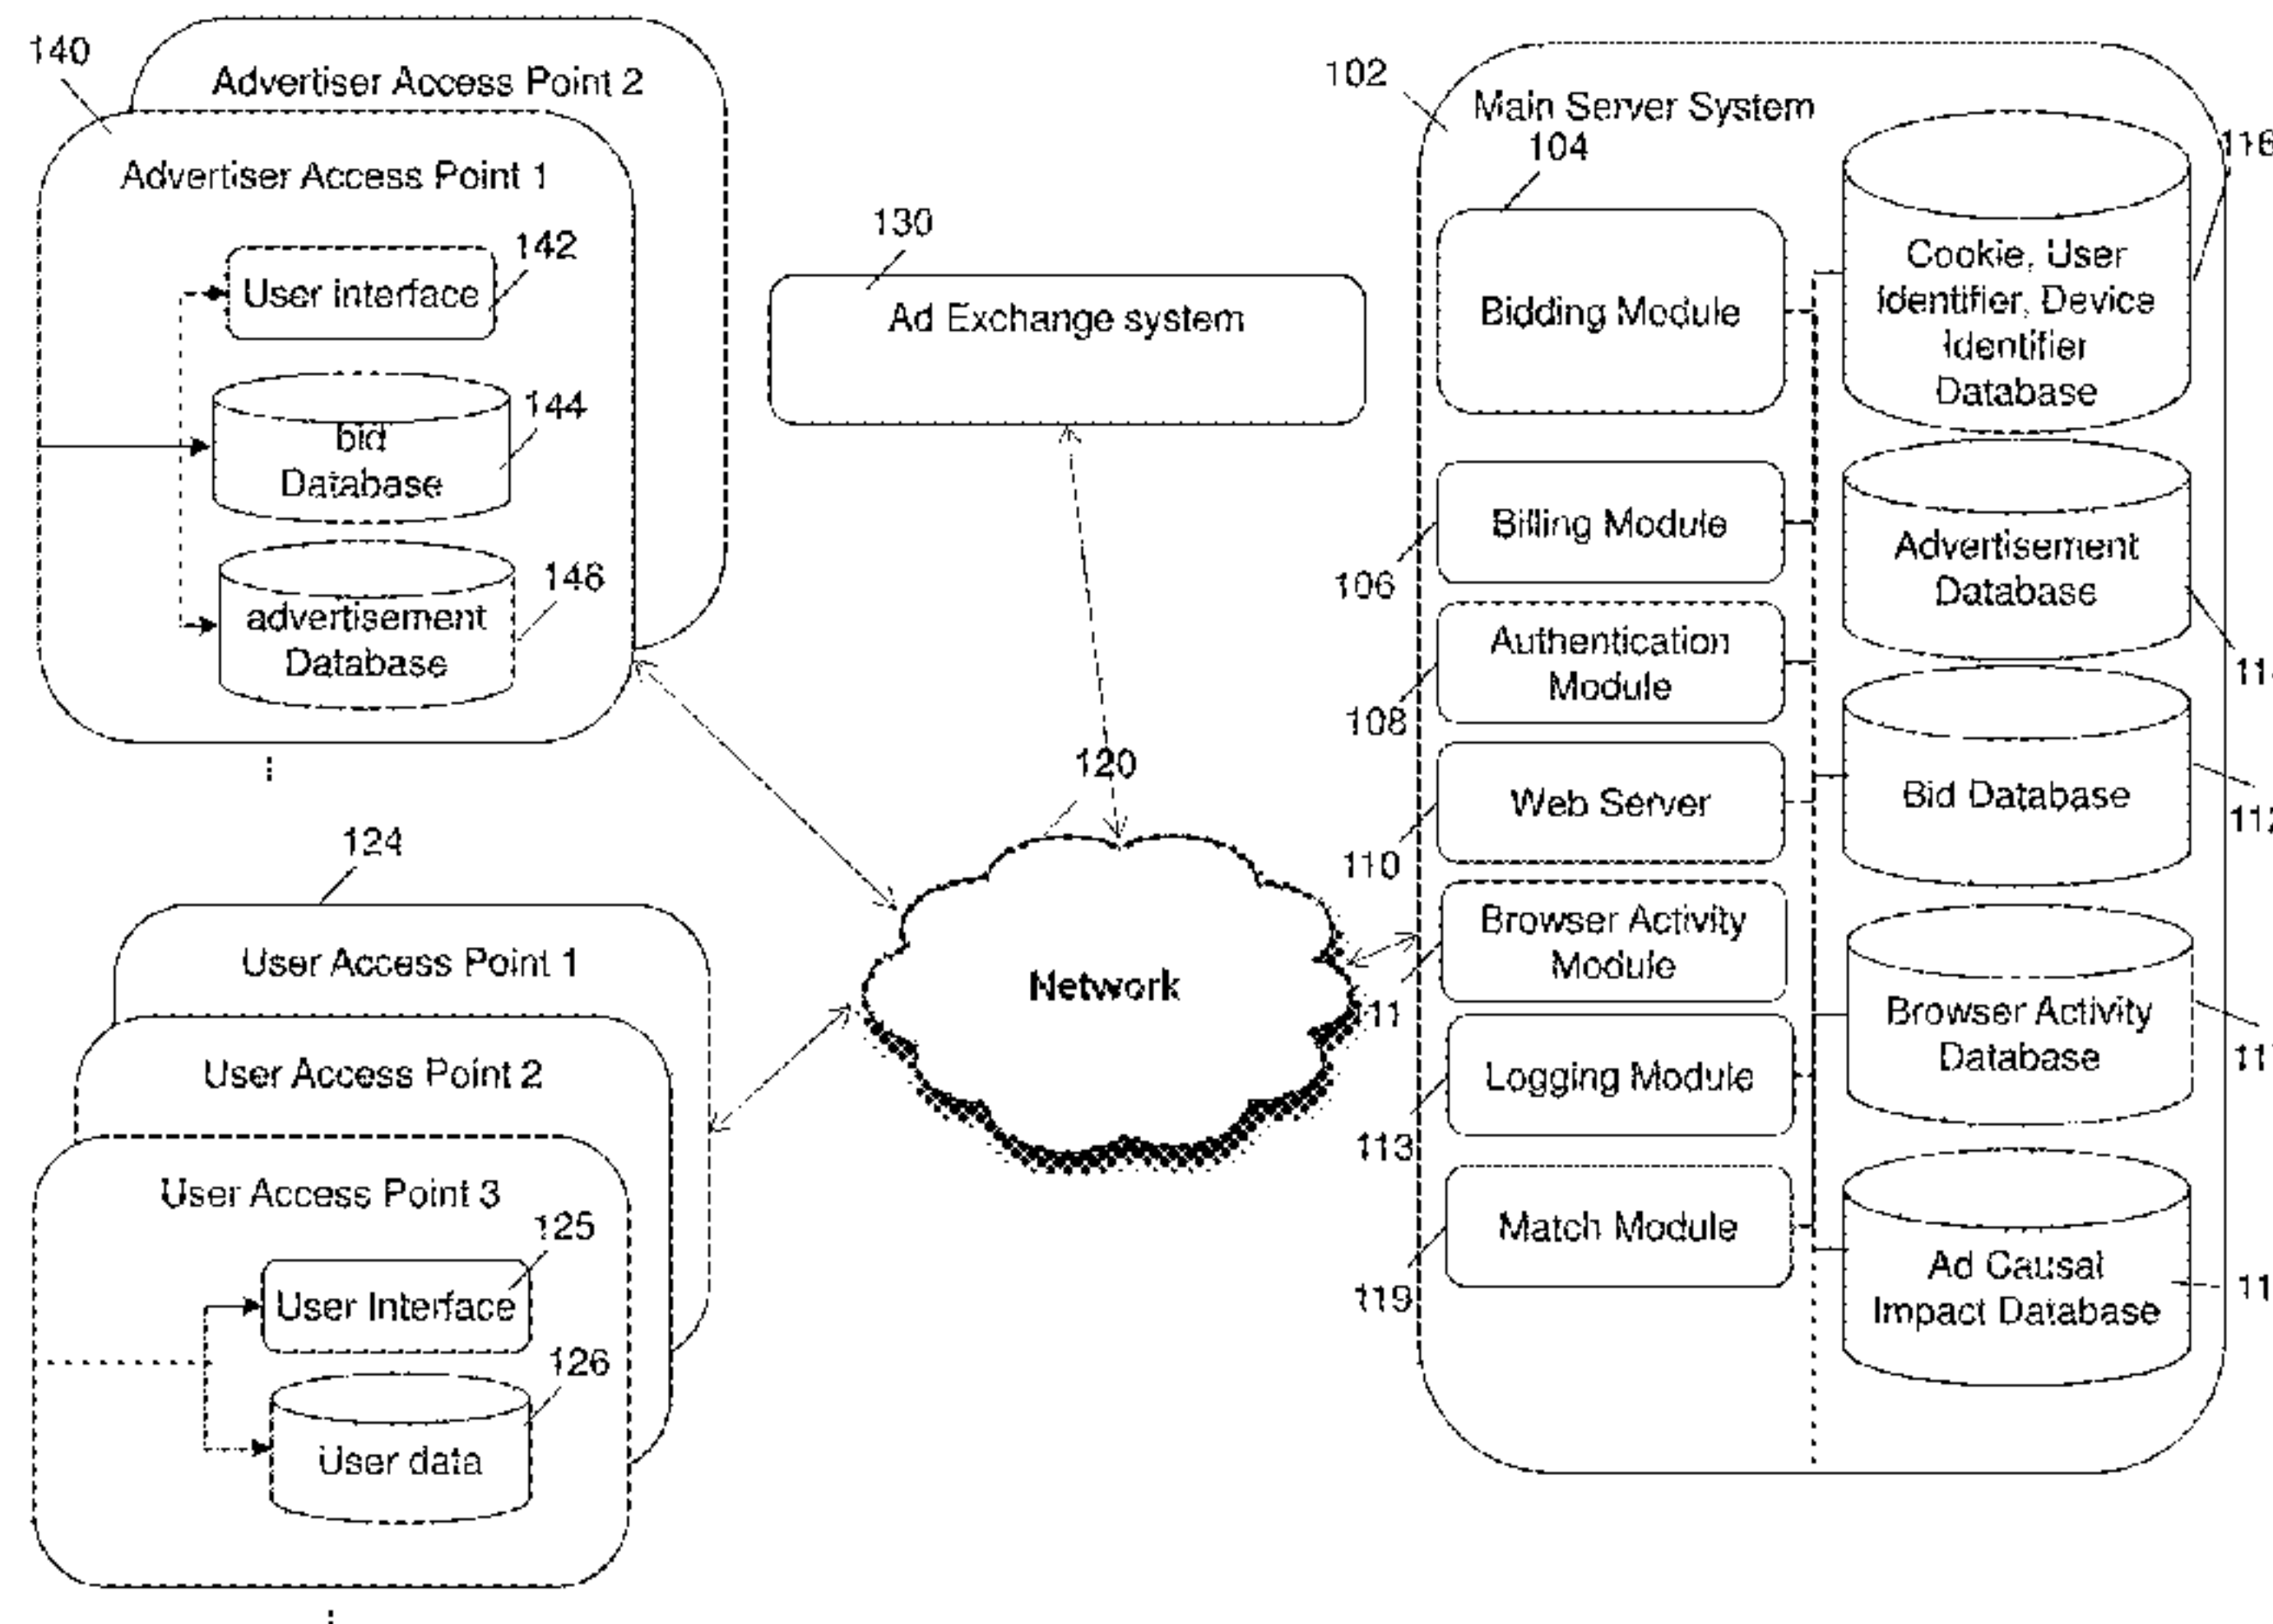 140
Advertiser Access Point 2
Advertiser Access Point 1
142
User interface
144
bid
Database
146
advertisement
Database
130
Ad Exchange system
120
Network
124
User Access Point 1
User Access Point 2
User Access Point 3
125
User Interface
126
User data
102
Main Server System
104
Bidding Module
Billing Module
106
Authentication
Module
108
Web Server
110
Browser Activity
Module
111
Logging Module
113
Match Module
119
Cookie, User
Identifier, Device
Identifier
Database
Advertisement
Database
Bid Database
112
Browser Activity
Database
Ad Causal
Impact Database